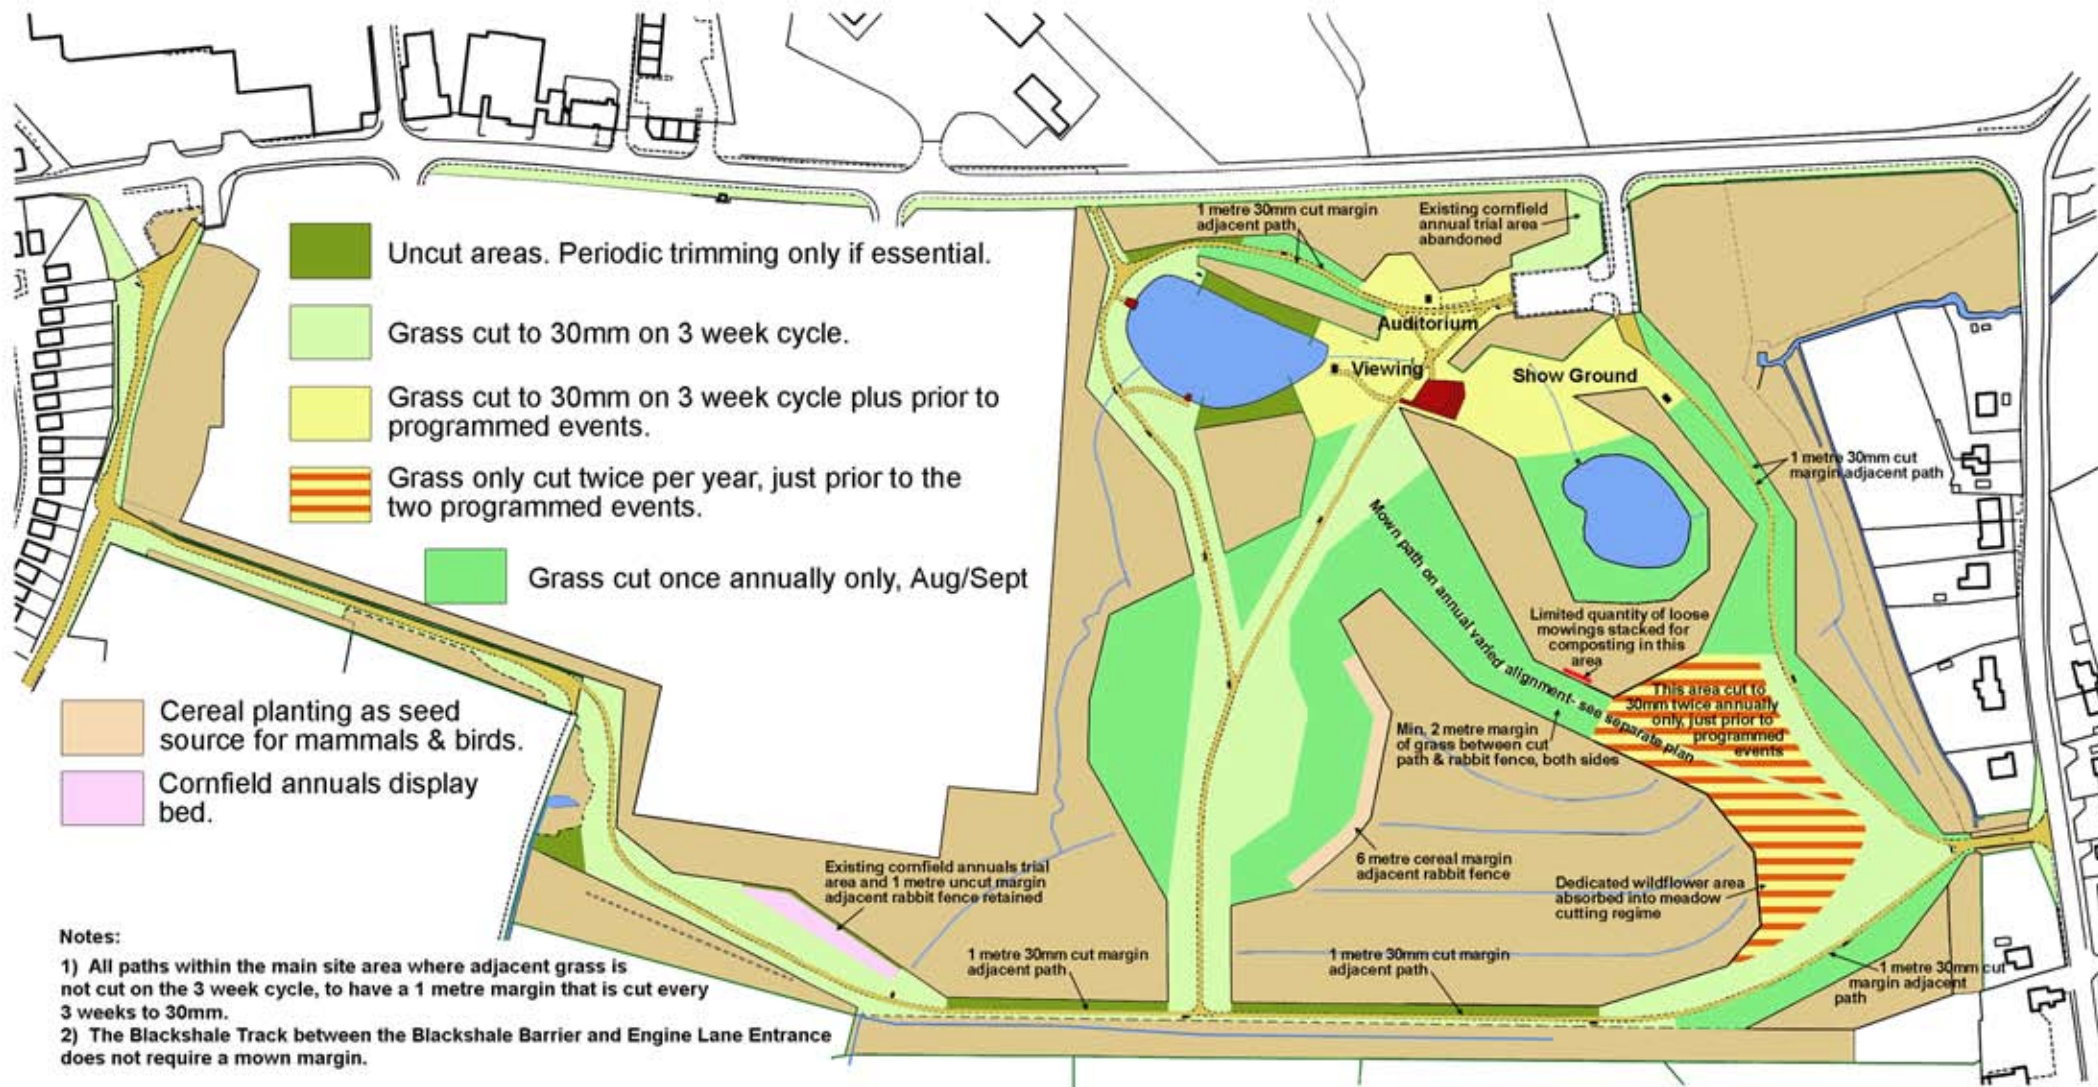 Uncut areas. Periodic trimming only if essential.
Grass cut to 30mm on 3 week cycle.
Grass cut to 30mm on 3 week cycle plus prior to
programmed events.
Grass only cut twice per year, just prior to the
two programmed events.
Grass cut once annually only, Aug/Sept
Cereal planting as seed
source for mammals & birds.
Cornfield annuals display
bed.
Notes:
1) All paths within the main site area where adjacent grass is
not cut on the 3 week cycle, to have a 1 metre margin that is cut every
3 weeks to 30mm.
2) The Blackshale Track between the Blackshale Barrier and Engine Lane Entrance
does not require a mown margin.
1 metre 30mm cut margin
adjacent path
Existing cornfield
annual trial area
abandoned
Auditorium
Viewing
Show Ground
1 metre 30mm cut
margin adjacent path
Mown path on annual varied alignment- see separate plan
Limited quantity of loose
mowings stacked for
composting in this
area
This area cut to
30mm twice annually
only, just prior to
programmed
events
Min. 2 metre margin
of grass between cut
path & rabbit fence, both sides
6 metre cereal margin
adjacent rabbit fence
Dedicated wildflower area
absorbed into meadow
cutting regime
Existing cornfield annuals trial
area and 1 metre uncut margin
adjacent rabbit fence retained
1 metre 30mm cut margin
adjacent path
1 metre 30mm cut margin
adjacent path
1 metre 30mm cut
margin adjacent
path